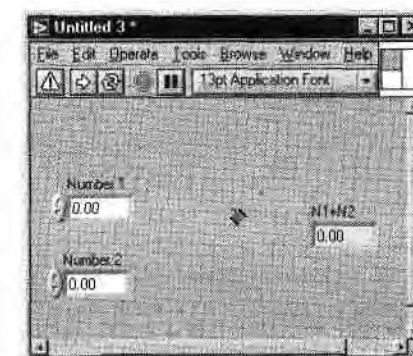 Untitled 3 *
File Edit Operate Tools Browse Window Help
13pt Application Font
Number 1
0.00
N1+N2
0.00
Number 2
0.00